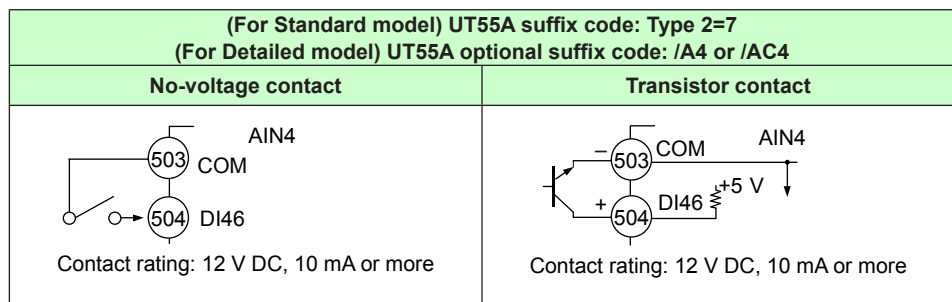 (For Standard model) UT55A suffix code: Type 2=7
(For Detailed model) UT55A optional suffix code: /A4 or /AC4
No-voltage contact
Transistor contact
AIN4
503
COM
504
DI46
Contact rating: 12 V DC, 10 mA or more
AIN4
–
503
COM
+5 V
DI46
+
504
Contact rating: 12 V DC, 10 mA or more